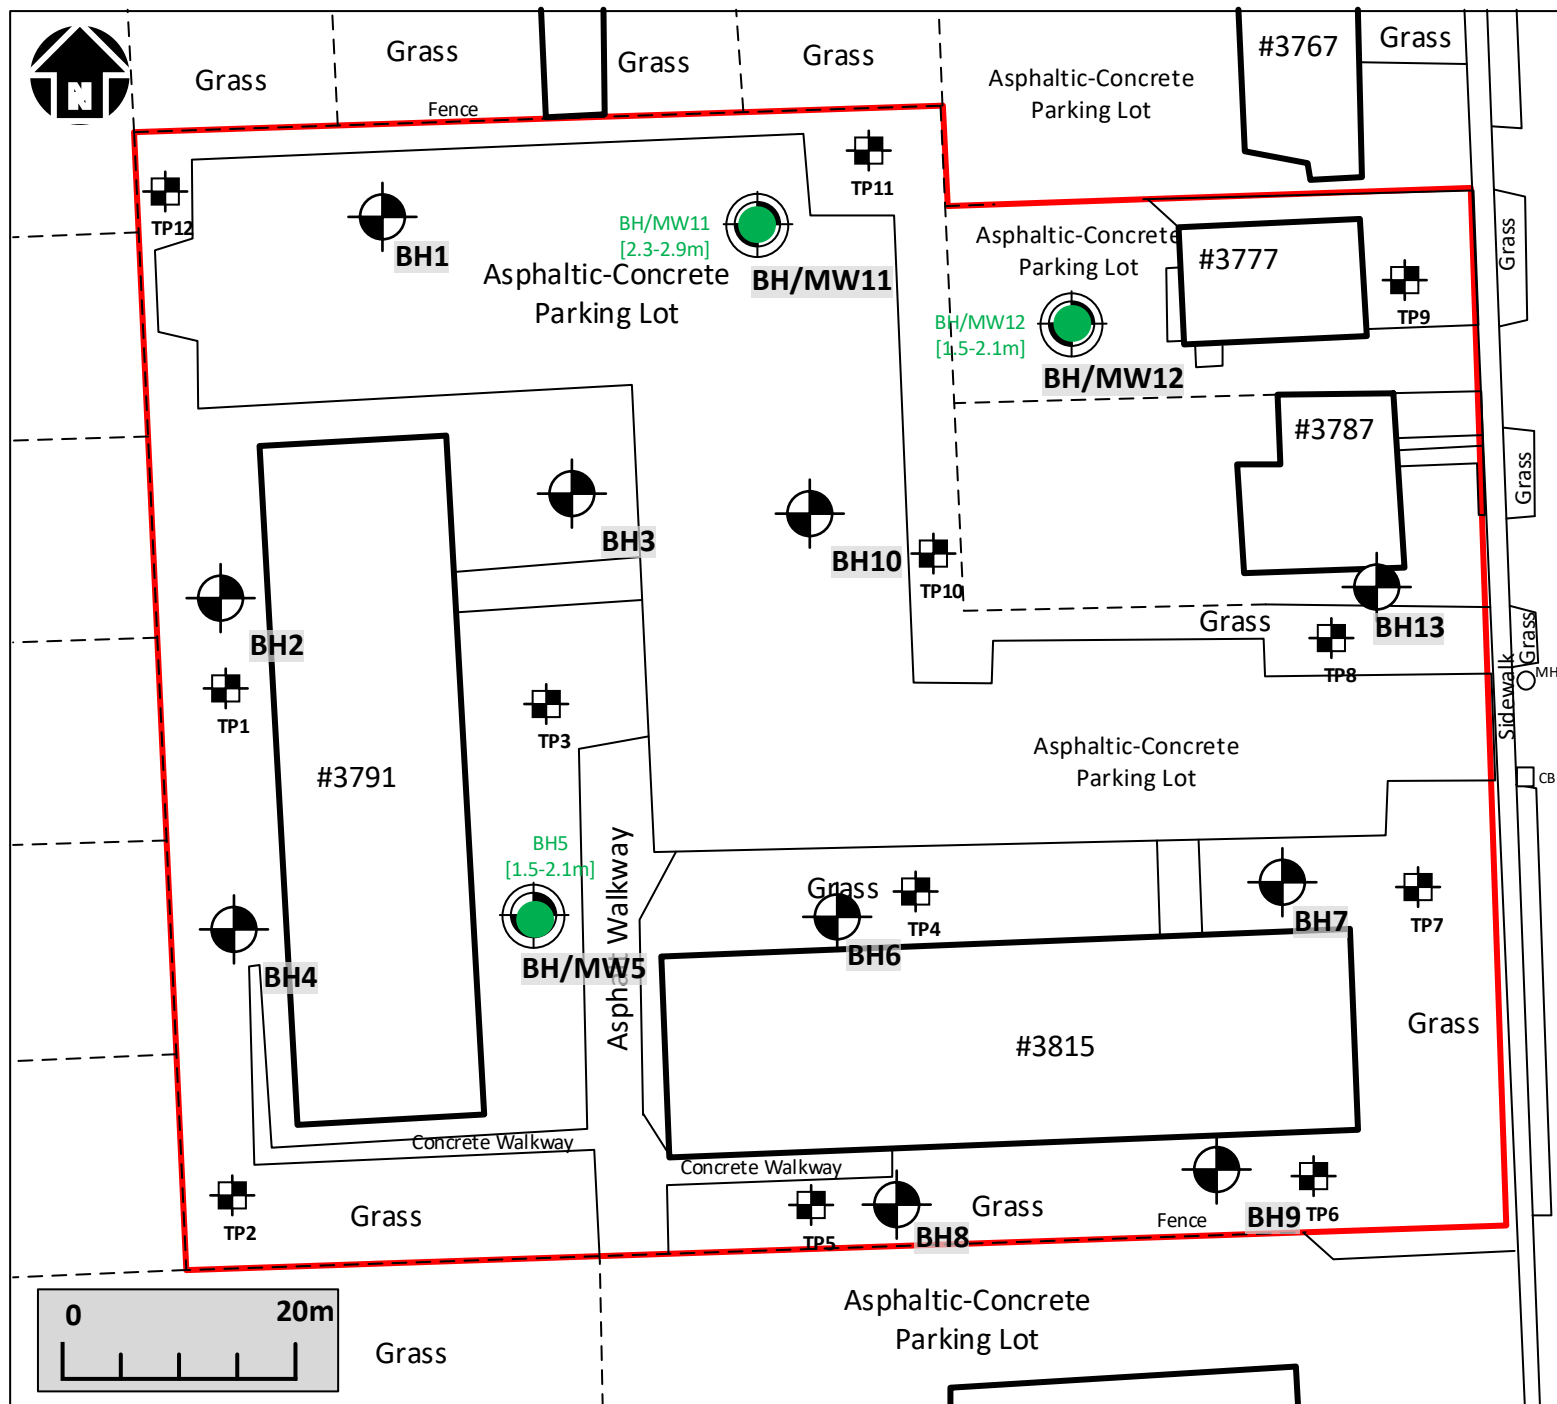 N
Grass
Grass
Grass
Grass
Asphaltic-Concrete
Parking Lot
#3767
Grass
Fence
TP12
BH1
BH/MW11
[2.3-2.9m]
BH/MW11
TP11
Asphaltic-Concrete
Parking Lot
Asphaltic-Concrete
Parking Lot
#3777
TP9
Grass
BH/MW12
[1.5-2.1m]
BH/MW12
#3787
Grass
BH3
BH10
TP10
BH2
BH13
Grass
TP8
Grass
Sidewalk
MH
TP1
TP3
#3791
Asphaltic-Concrete
Parking Lot
CB
BH5
[1.5-2.1m]
Asphalt Walkway
Grass
TP4
BH6
BH7
TP7
BH4
BH/MW5
#3815
Grass
Concrete Walkway
Concrete Walkway
TP2
Grass
TP5
BH8
Grass
Fence
BH9
TP6
0
20m
Grass
Asphaltic-Concrete
Parking Lot